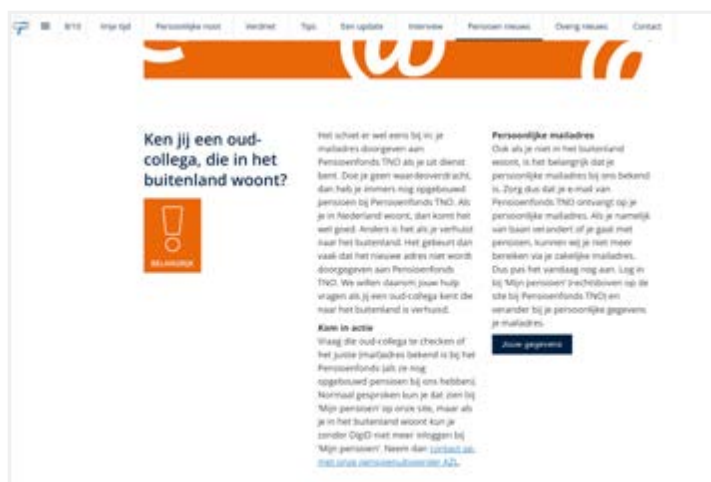 8/10 Vrije tijd Persoonlijke noot Verdriet Tips Een update Interview Pensioen nieuws Overig nieuws Contact
@
Ken jij een oud-
collega, die in het
buitenland woont?
BELANGRIJK
Het schiet er wel eens bij in: je
mailadres doorgeven aan
Pensioenfonds TNO als je uit dienst
bent. Doe je geen waardeoverdracht,
dan heb je immers nog opgebouwd
pensioen bij Pensioenfonds TNO. Als
je in Nederland woont, dan komt het
wel goed. Anders is het als je verhuist
naar het buitenland. Het gebeurt dan
vaak dat het nieuwe adres niet wordt
doorgegeven aan Pensioenfonds
TNO. We willen daarom jouw hulp
vragen als jij een oud-collega kent die
naar het buitenland is verhuisd.
Kom in actie
Vraag die oud-collega te checken of
het juiste (mail)adres bekend is bij het
Pensioenfonds (als ze nog
opgebouwd pensioen bij ons hebben).
Normaal gesproken kun je dat zien bij
'Mijn pensioen' op onze site, maar als
je in het buitenland woont kun je
zonder DigiD niet meer inloggen bij
'Mijn pensioen'. Neem dan contact op
met onze pensioenuitvoerder AZL.
Persoonlijke mailadres
Ook als je niet in het buitenland
woont, is het belangrijk dat je
persoonlijke mailadres bij ons bekend
is. Zorg dus dat je e-mail van
Pensioenfonds TNO ontvangt op je
persoonlijke mailadres. Als je namelijk
van baan verandert of je gaat met
pensioen, kunnen wij je niet meer
bereiken via je zakelijke mailadres.
Dus pas het vandaag nog aan. Log in
bij 'Mijn pensioen' (rechtsboven op de
site bij Pensioenfonds TNO) en
verander bij je persoonlijke gegevens
je mailadres.
Jouw gegevens